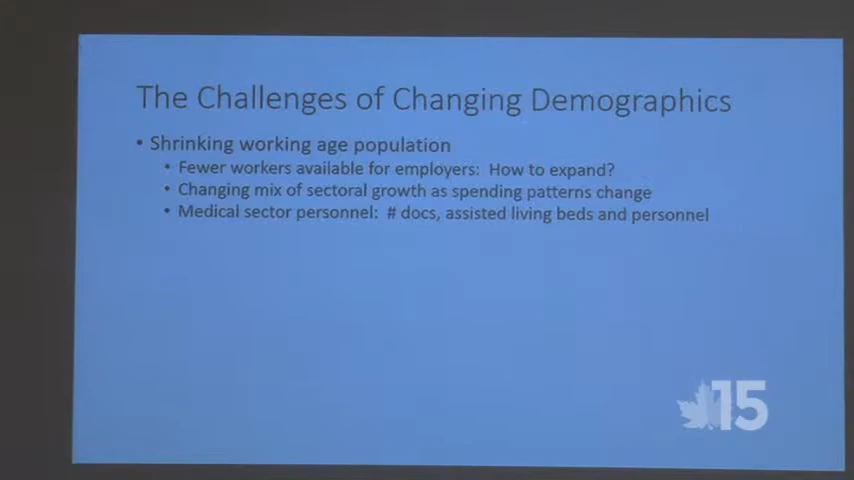 The Challenges of Changing Demographics
• Shrinking working age population
• Fewer workers available for employers: How to expand?
• Changing mix of sectoral growth as spending patterns change
• Medical sector personnel: # docs, assisted living beds and personnel
15